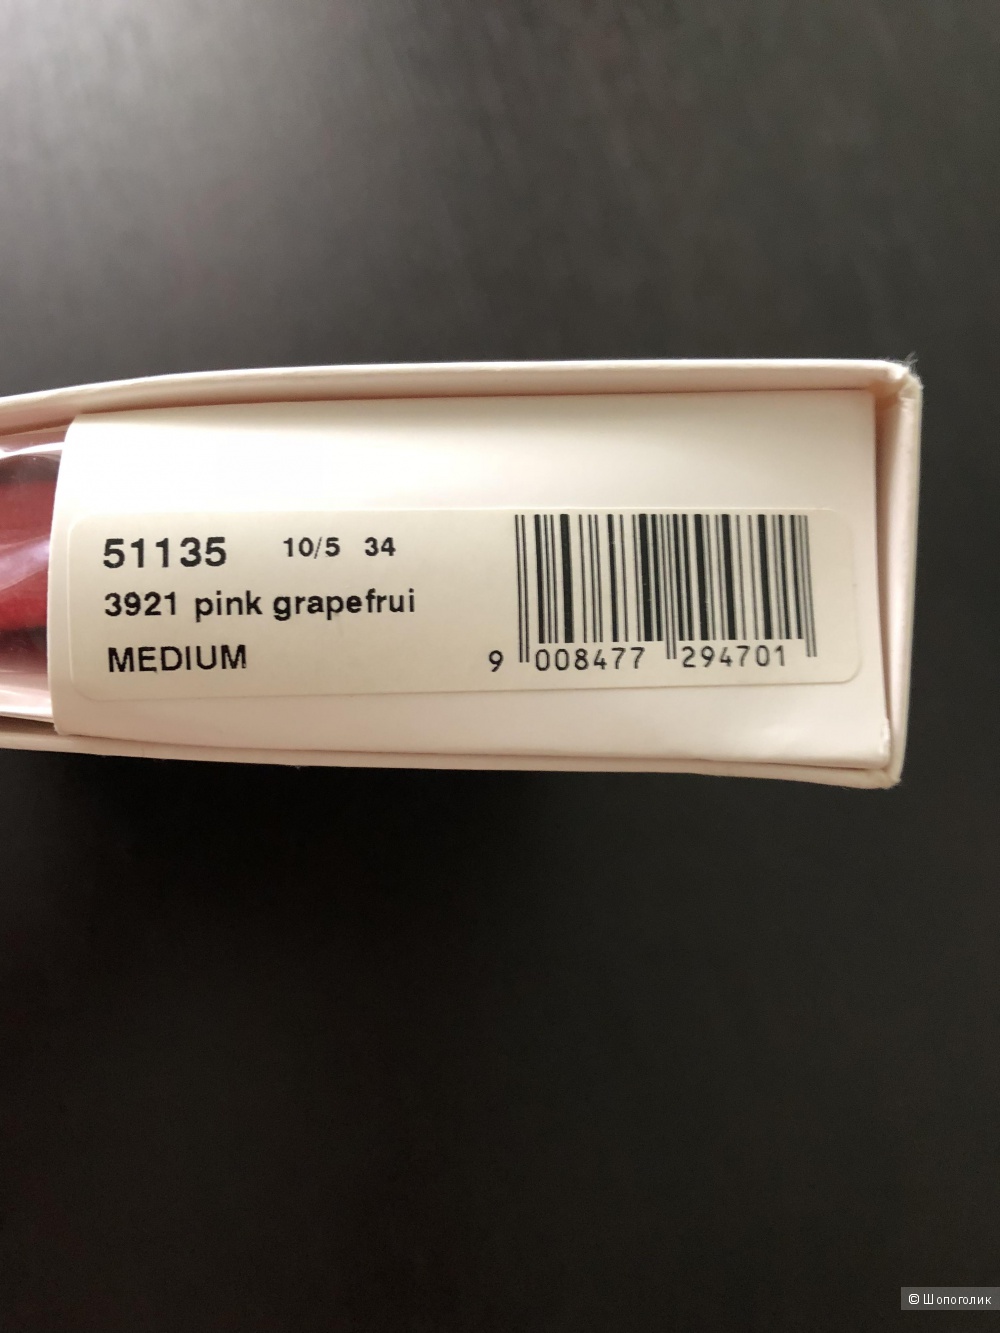 51135 10/5 34
3921 pink grapefrui
MEDIUM
9 008477 294701
© Шопоголик